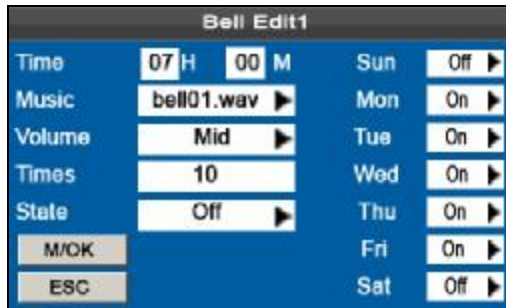 Bell Edit1
Time 07 H 00 M Sun Off
Music bell01.wav Mon On
Volume Mid Tue On
Times 10 Wed On
State Off Thu On
M/OK Fri On
ESC Sat Off